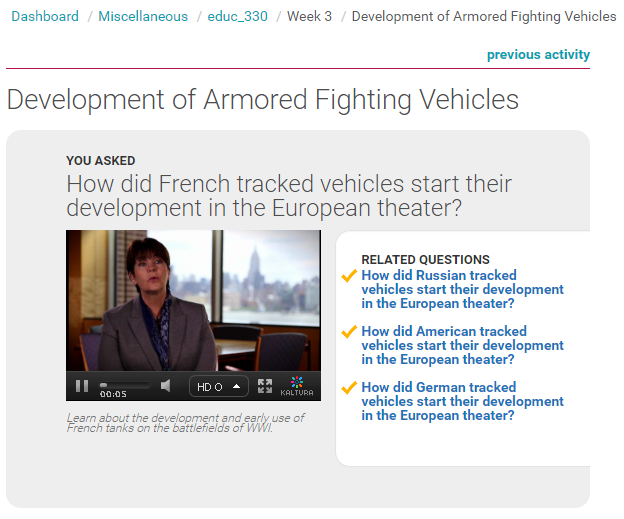 Dashboard / Miscellaneous / educ_330 / Week 3 / Development of Armored Fighting Vehicles
previous activity
Development of Armored Fighting Vehicles
YOU ASKED
How did French tracked vehicles start their
development in the European theater?
00:05
HD
KALTURA
Learn about the development and early use of
French tanks on the battlefields of WWI.
RELATED QUESTIONS
How did Russian tracked
vehicles start their development
in the European theater?
How did American tracked
vehicles start their development
in the European theater?
How did German tracked
vehicles start their development
in the European theater?